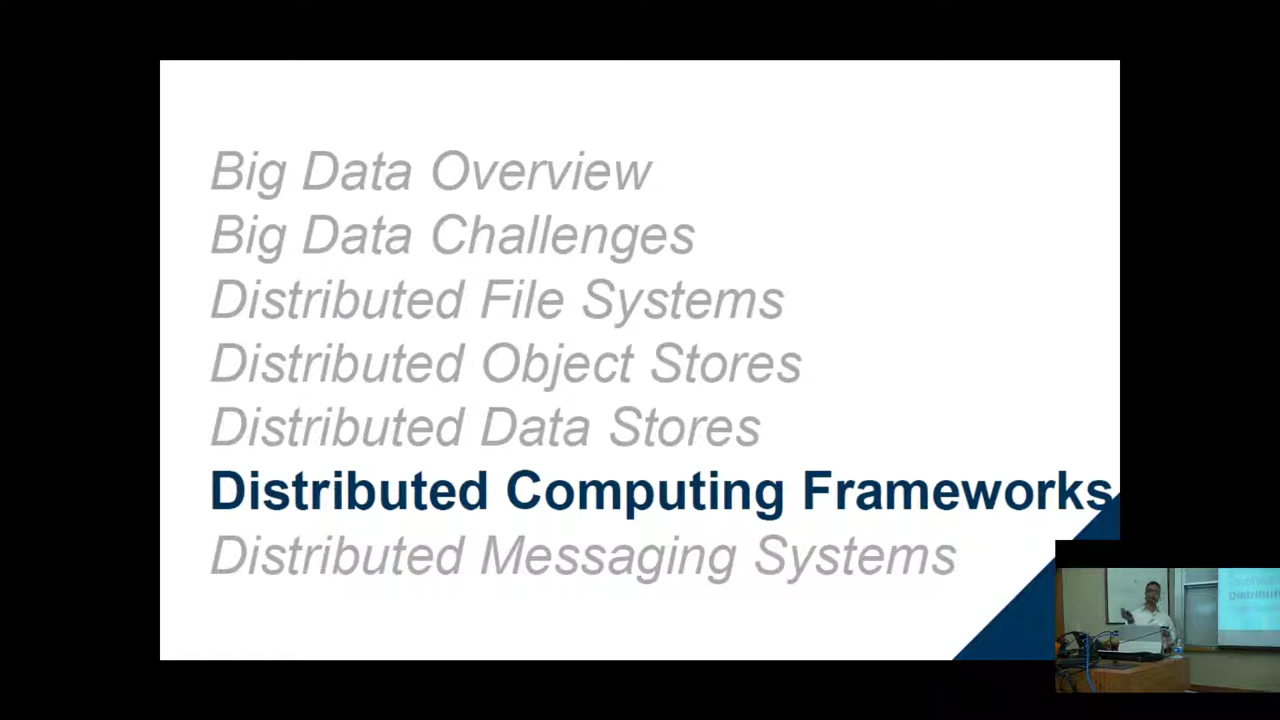 Big Data Overview
Big Data Challenges
Distributed File Systems
Distributed Object Stores
Distributed Data Stores
Distributed Computing Frameworks
Distributed Messaging Systems